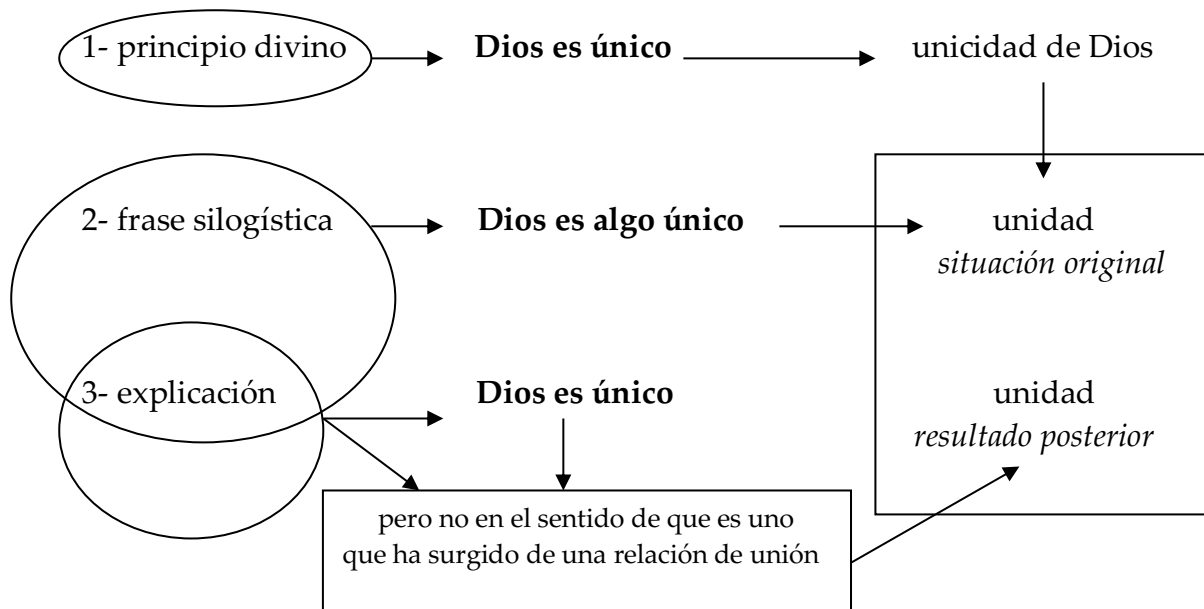 1- principio divino
Dios es único
unicidad de Dios
2- frase silogística
Dios es algo único
unidad
situación original
3- explicación
Dios es único
unidad
resultado posterior
pero no en el sentido de que es uno
que ha surgido de una relación de unión